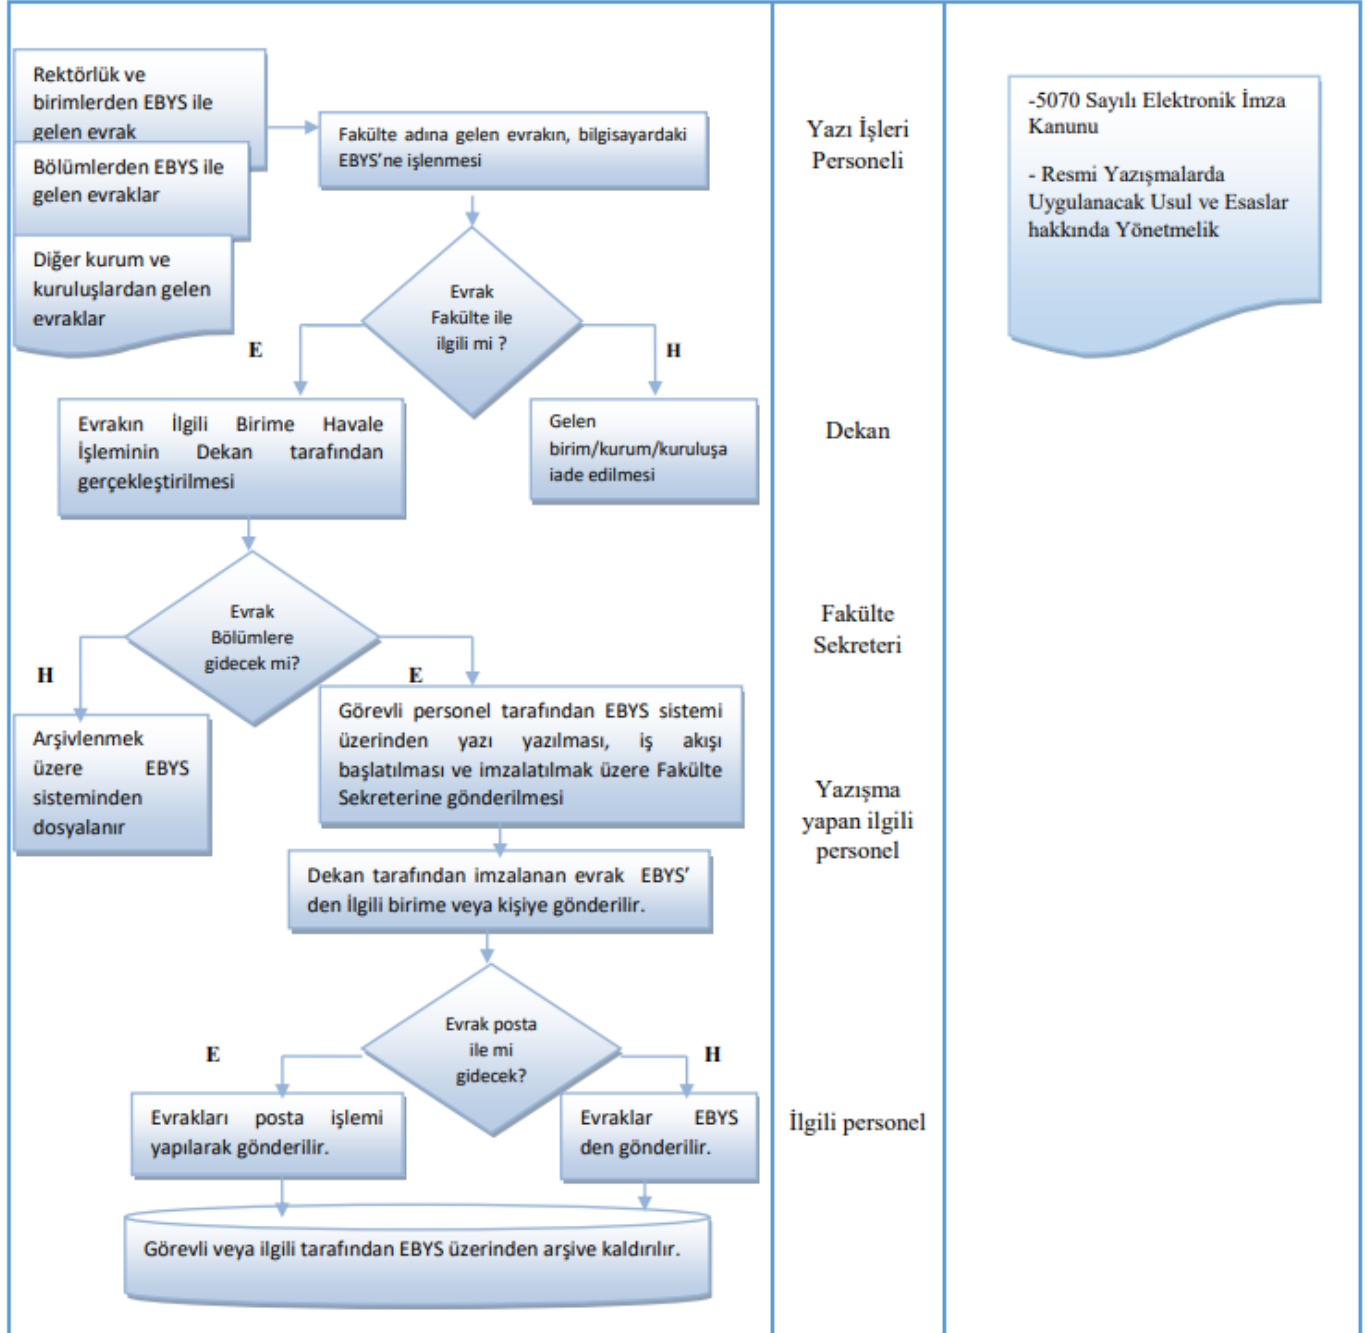 Rektörlük ve
birimlerden EBYS ile
gelen evrak
Bölümlerden EBYS ile
gelen evraklar
Diğer kurum ve
kuruluşlardan gelen
evraklar
Fakülte adına gelen evrakın, bilgisayardaki
EBYS'ne işlenmesi
Evrak
Fakülte ile
ilgili mi ?
E
H
Evrakın İlgili Birime Havale
İşleminin Dekan tarafından
gerçekleştirilmesi
Gelen
birim/kurum/kuruluşa
iade edilmesi
Evrak
Bölümlere
gidecek mi?
H
E
Arşivlenmek
üzere EBYS
sisteminden
dosyalanır
Görevli personel tarafından EBYS sistemi
üzerinden yazı yazılması, iş akışı
başlatılması ve imzalatılmak üzere Fakülte
Sekreterine gönderilmesi
Dekan tarafından imzalanan evrak EBYS'
den İlgili birime veya kişiye gönderilir.
Evrak posta
ile mi
gidecek?
E
H
Evrakları posta işlemi
yapılarak gönderilir.
Evraklar EBYS
den gönderilir.
Görevli veya ilgili tarafından EBYS üzerinden arşive kaldırılır.
Yazı İşleri
Personeli
Dekan
Fakülte
Sekreteri
Yazışma
yapan ilgili
personel
İlgili personel
-5070 Sayılı Elektronik İmza
Kanunu
- Resmi Yazışmalarda
Uygulanacak Usul ve Esaslar
hakkında Yönetmelik